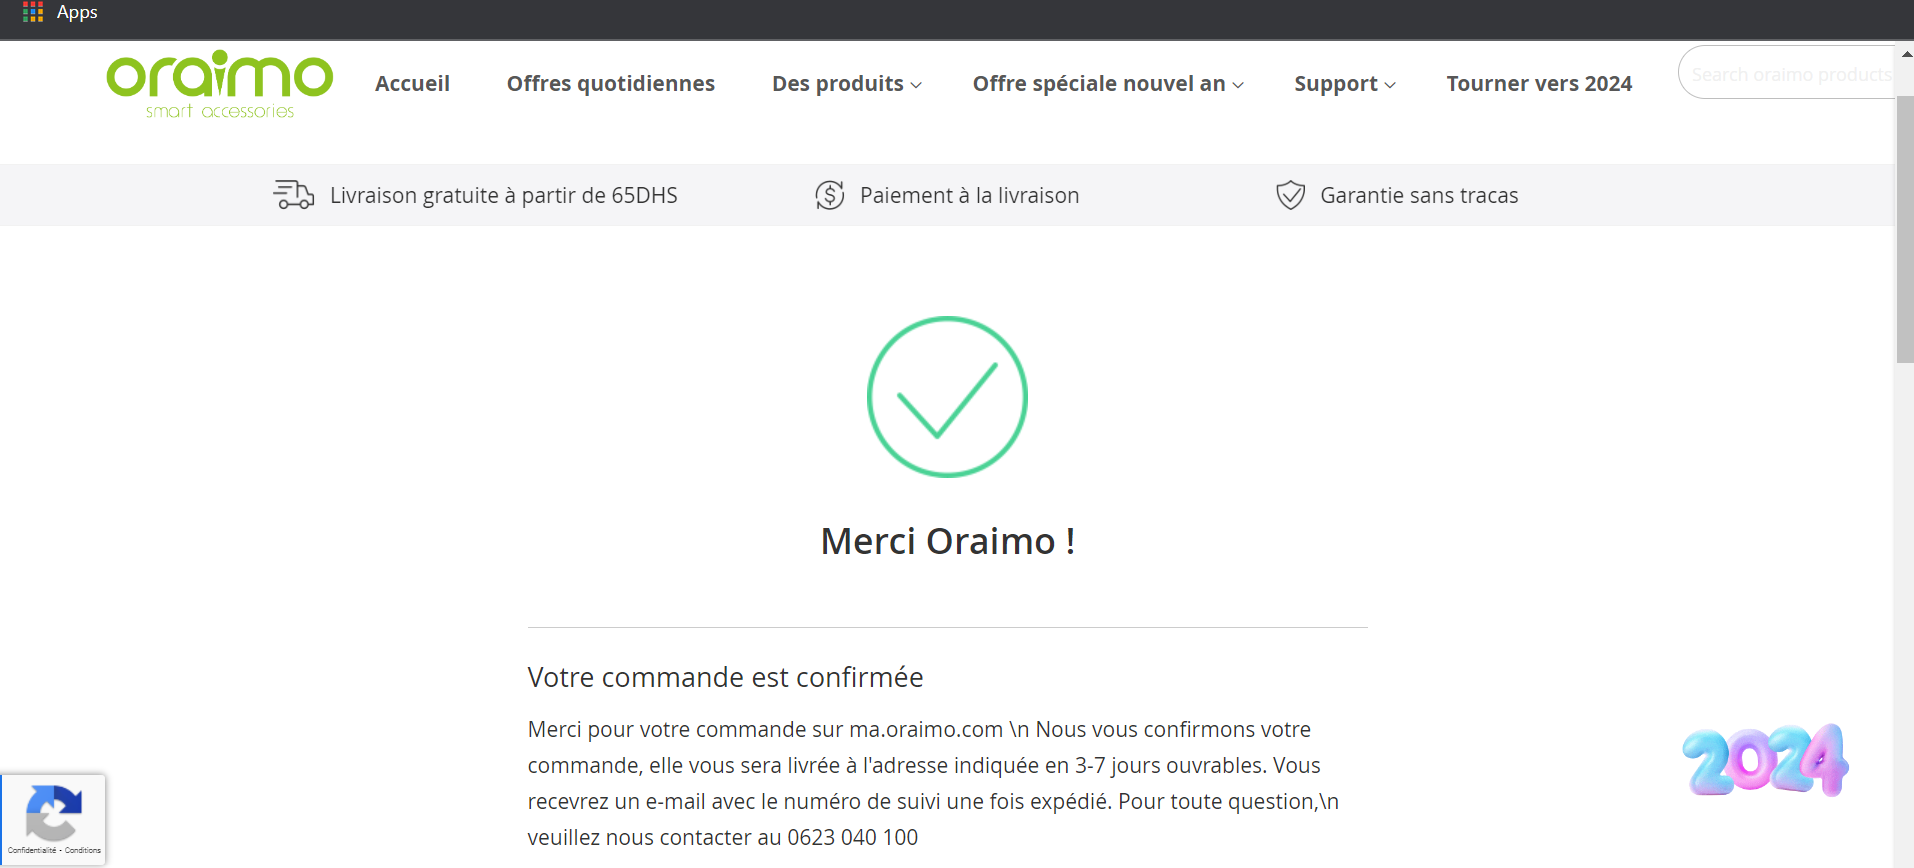 Apps
oraimo
smart accessories
Accueil Offres quotidiennes Des produits Offre spéciale nouvel an Support Tourner vers 2024 Search oraimo products
Livraison gratuite à partir de 65DHS Paiement à la livraison Garantie sans tracas
Merci Oraimo !
Votre commande est confirmée
Merci pour votre commande sur ma.oraimo.com \n Nous vous confirmons votre
commande, elle vous sera livrée à l'adresse indiquée en 3-7 jours ouvrables. Vous
recevrez un e-mail avec le numéro de suivi une fois expédié. Pour toute question,\n
veuillez nous contacter au 0623 040 100
2024
Confidentialité - Conditions